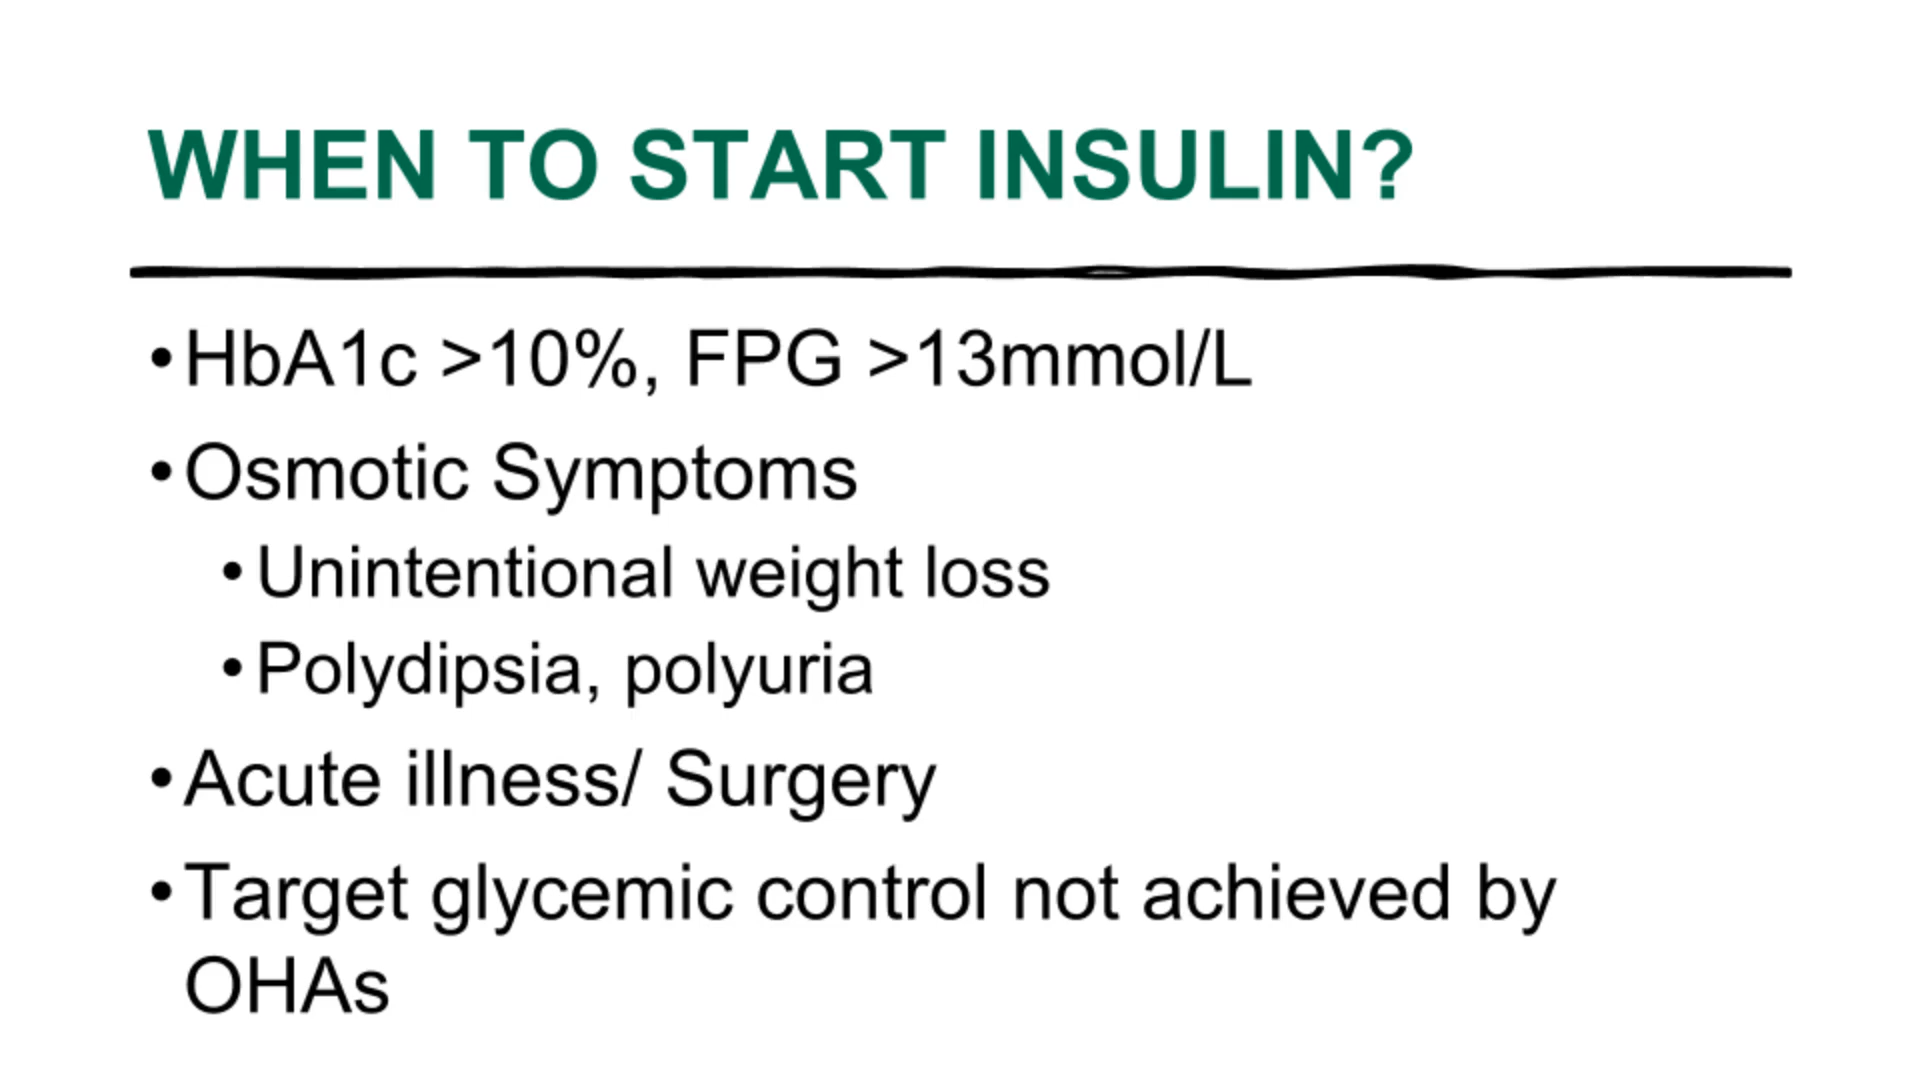 WHEN TO START INSULIN?
•HbA1c >10%, FPG >13mmol/L
•Osmotic Symptoms
•Unintentional weight loss
•Polydipsia, polyuria
•Acute illness/ Surgery
•Target glycemic control not achieved by
OHAs